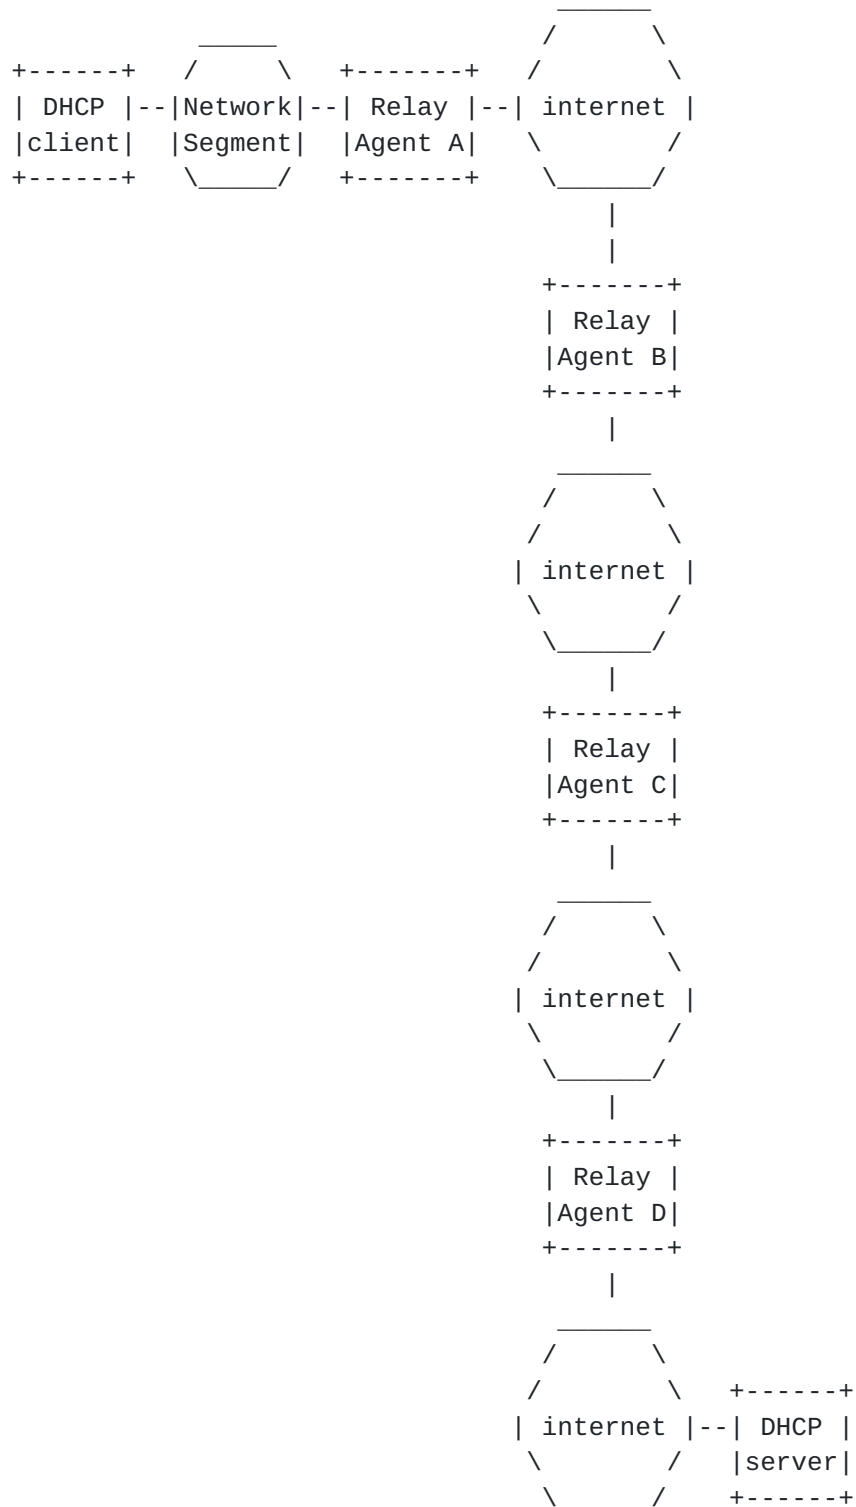 DHCP Network Relay internet
client Segment Agent A
Relay
Agent B
internet
Relay
Agent C
internet
Relay
Agent D
internet DHCP
server